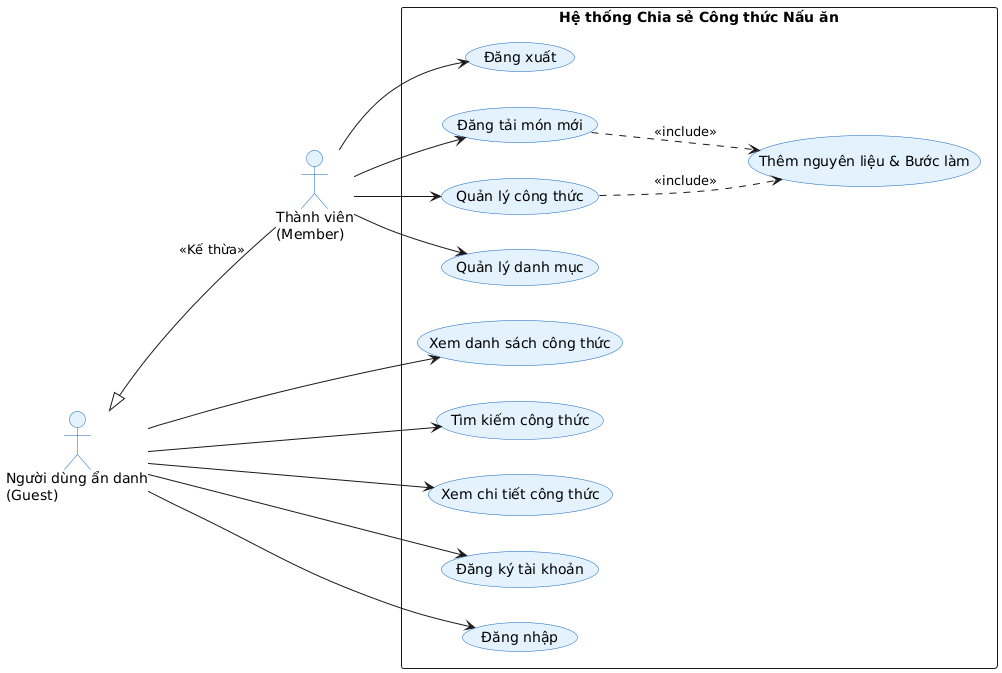 Hệ thống Chia sẻ Công thức Nấu ăn
Đăng xuất
Đăng tải món mới
«include»
Thêm nguyên liệu & Bước làm
Quản lý công thức
«include»
Thành viên
(Member)
«Kế thừa»
Quản lý danh mục
Xem danh sách công thức
Tìm kiếm công thức
Người dùng ẩn danh
(Guest)
Xem chi tiết công thức
Đăng ký tài khoản
Đăng nhập